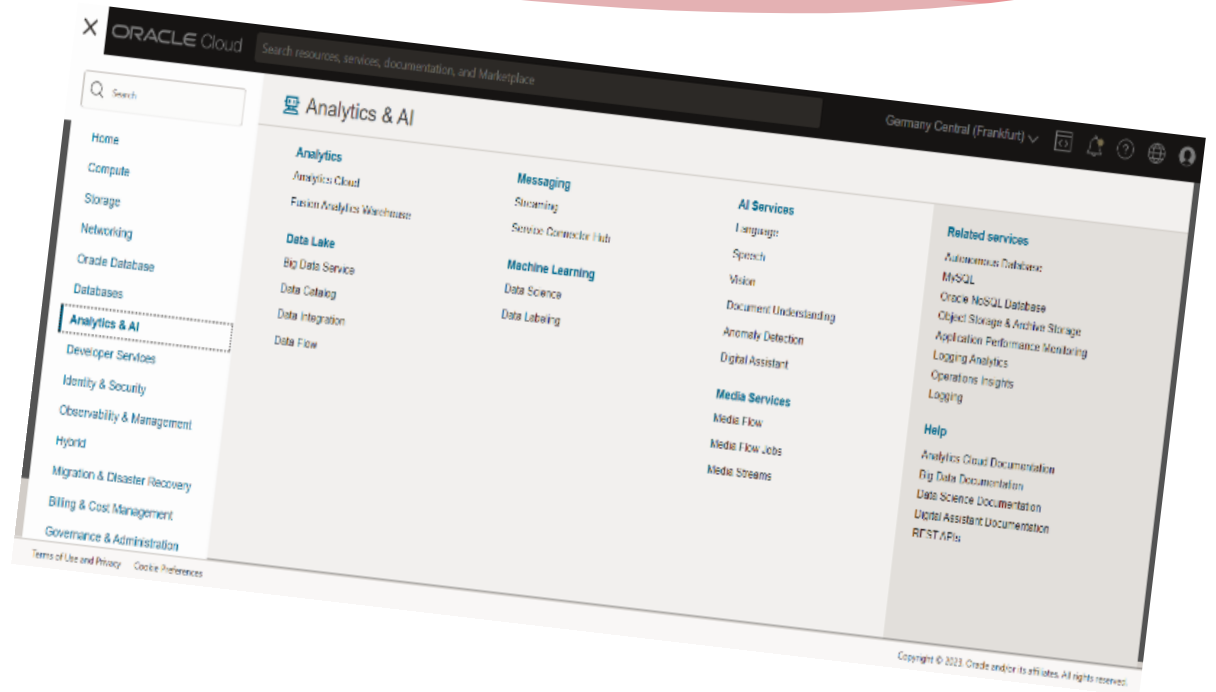 ORACLE Cloud
Search resources, services, documentation, and Marketplace
Germany Central (Frankfurt)
Search
Home
Compute
Storage
Networking
Oracle Database
Databases
Analytics & AI
Developer Services
Identity & Security
Observability & Management
Hybrid
Migration & Disaster Recovery
Billing & Cost Management
Governance & Administration
Analytics & AI
Analytics
Analytics Cloud
Fusion Analytics Warehouse
Data Lake
Big Data Service
Data Catalog
Data Integration
Data Flow
Messaging
Streaming
Service Connector Hub
Machine Learning
Data Science
Data Labeling
AI Services
Language
Speech
Vision
Document Understanding
Anomaly Detection
Digital Assistant
Media Services
Media Flow
Media Flow Jobs
Media Streams
Related services
Autonomous Database
MySQL
Oracle NoSQL Database
Object Storage & Archive Storage
Application Performance Monitoring
Logging Analytics
Operations Insights
Logging
Help
Analytics Cloud Documentation
Big Data Documentation
Data Science Documentation
Digital Assistant Documentation
REST APIs
Terms of Use and Privacy Cookie Preferences
Copyright © 2023, Oracle and/or its affiliates. All rights reserved.